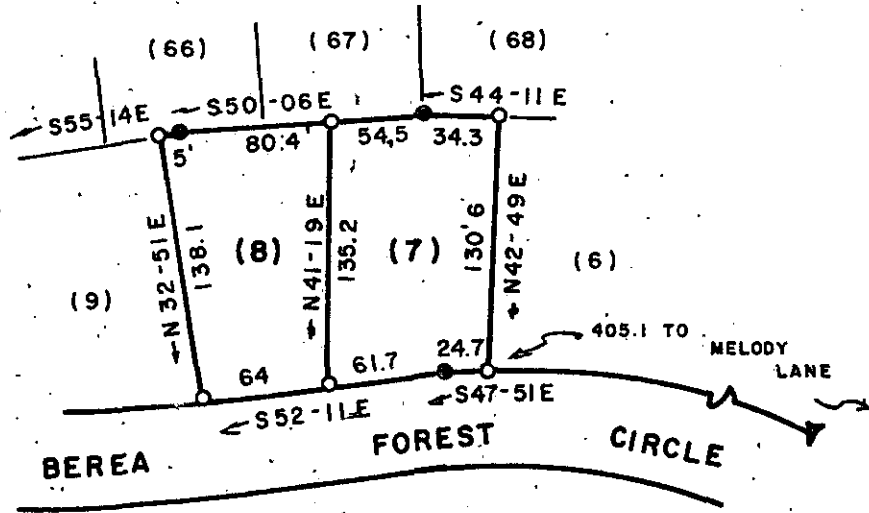 (66) (67) (68)
S55-14E S50-06E S44-11E
5' 80.4' 54,5 34.3
N32-51E 138.1 (8) N41-19E 135.2 (7) 130'6 N42-49E
(9) (6)
405.1 TO MELODY LANE
64 61.7 24.7
S52-11E S47-51E
BEREA FOREST CIRCLE